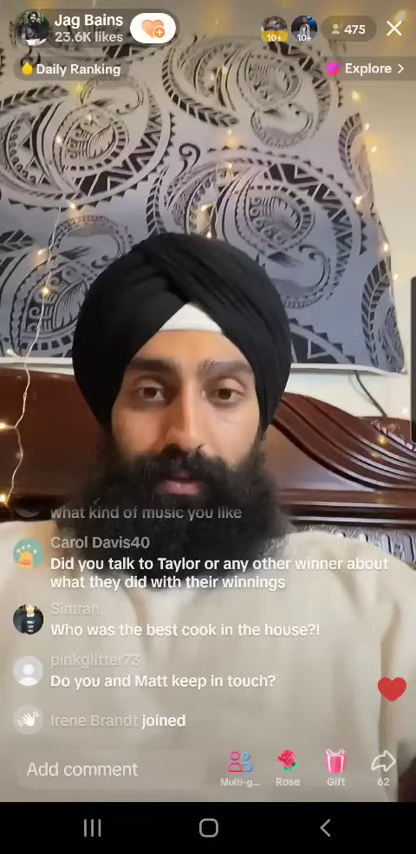 Jag Bains
23.6K likes
10+
10+
475
Daily Ranking
Explore >
what kind of music you like
Carol Davis40
Did you talk to Taylor or any other winner about
what they did with their winnings
Simran
Who was the best cook in the house?!
pinkglitter73
Do you and Matt keep in touch?
Irene Brandt joined
Add comment
Multi-g...
Rose
Gift
62